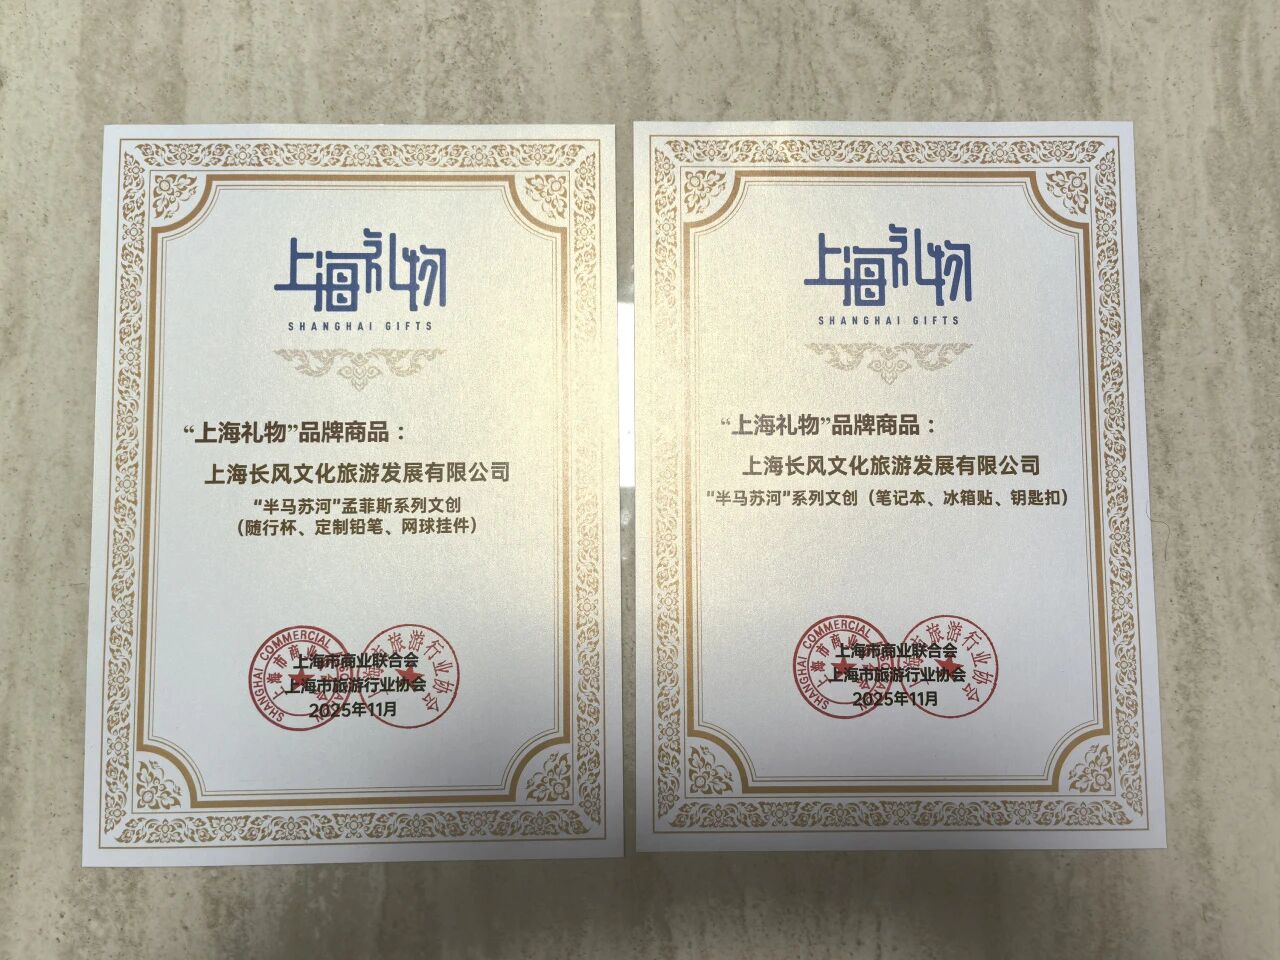 上海礼物
SHANGHAI GIFTS
“上海礼物”品牌商品：
上海长风文化旅游发展有限公司
“半马苏河”孟菲斯系列文创
（随行杯、定制铅笔、网球挂件）
上海市商业联合会
上海市旅游行业协会
2025年11月
上海礼物
SHANGHAI GIFTS
“上海礼物”品牌商品：
上海长风文化旅游发展有限公司
“半马苏河”系列文创（笔记本、冰箱贴、钥匙扣）
上海市商业联合会
上海市旅游行业协会
2025年11月